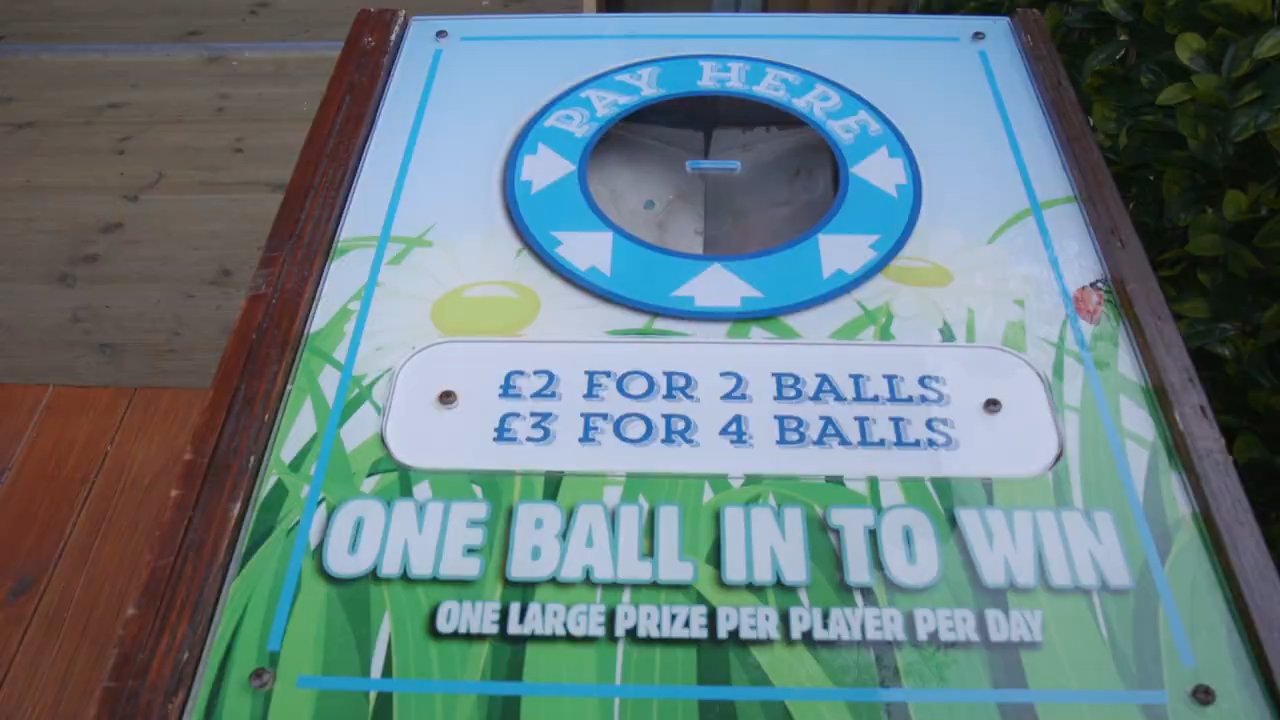 PAY HERE
£2 FOR 2 BALLS
£3 FOR 4 BALLS
ONE BALL IN TO WIN
ONE LARGE PRIZE PER PLAYER PER DAY